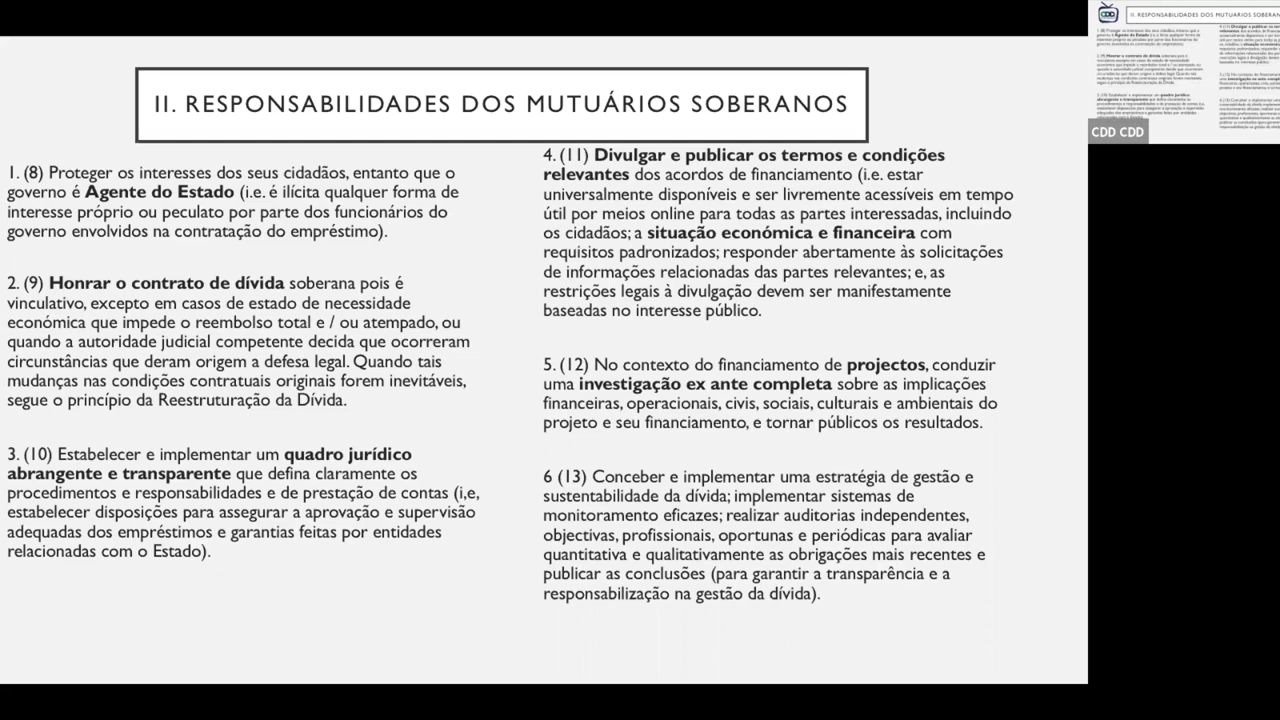 II. RESPONSABILIDADES DOS MUTUÁRIOS SOBERANOS
1. (8) Proteger os interesses dos seus cidadãos, entanto que o
governo é Agente do Estado (i.e. é ilícita qualquer forma de
interesse próprio ou peculato por parte dos funcionários do
governo envolvidos na contratação do empréstimo).
2. (9) Honrar o contrato de dívida soberana pois é
vinculativo, excepto em casos de estado de necessidade
económica que impede o reembolso total e / ou atempado, ou
quando a autoridade judicial competente decida que ocorreram
circunstâncias que deram origem a defesa legal. Quando tais
mudanças nas condições contratuais originais forem inevitáveis,
segue o princípio da Reestruturação da Dívida.
3. (10) Estabelecer e implementar um quadro jurídico
abrangente e transparente que defina claramente os
procedimentos e responsabilidades e de prestação de contas (i,e,
estabelecer disposições para assegurar a aprovação e supervisão
adequadas dos empréstimos e garantias feitas por entidades
relacionadas com o Estado).
4. (11) Divulgar e publicar os termos e condições
relevantes dos acordos de financiamento (i.e. estar
universalmente disponíveis e ser livremente acessíveis em tempo
útil por meios online para todas as partes interessadas, incluindo
os cidadãos; a situação económica e financeira com
requisitos padronizados; responder abertamente às solicitações
de informações relacionadas das partes relevantes; e, as
restrições legais à divulgação devem ser manifestamente
baseadas no interesse público.
5. (12) No contexto do financiamento de projectos, conduzir
uma investigação ex ante completa sobre as implicações
financeiras, operacionais, civis, sociais, culturais e ambientais do
projeto e seu financiamento, e tornar públicos os resultados.
6 (13) Conceber e implementar uma estratégia de gestão e
sustentabilidade da dívida; implementar sistemas de
monitoramento eficazes; realizar auditorias independentes,
objectivas, profissionais, oportunas e periódicas para avaliar
quantitativa e qualitativamente as obrigações mais recentes e
publicar as conclusões (para garantir a transparência e a
responsabilização na gestão da dívida).
CDD
II. RESPONSABILIDADES DOS MUTUÁRIOS SOBERAN
CDD CDD